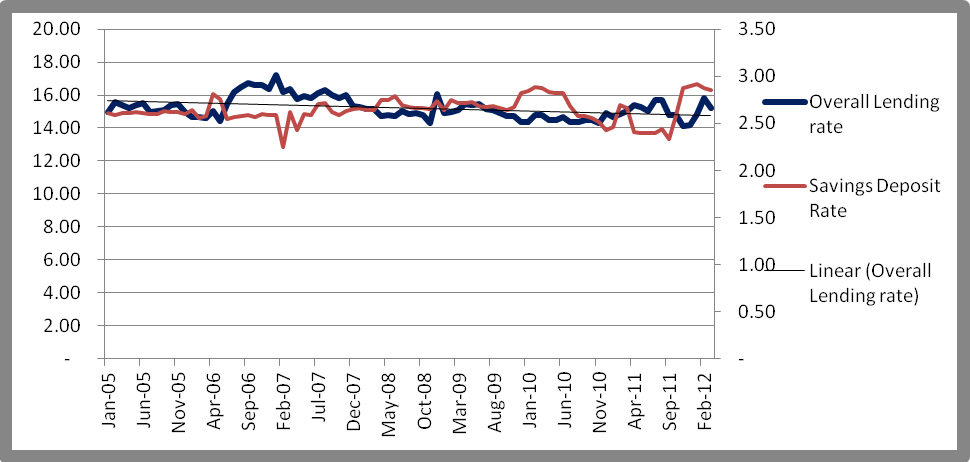 20.00
18.00
16.00
14.00
12.00
10.00
8.00
6.00
4.00
2.00
-
3.50
3.00
2.50
2.00
1.50
1.00
0.50
-
Jan-05
Jun-05
Nov-05
Apr-06
Sep-06
Feb-07
Jul-07
Dec-07
May-08
Oct-08
Mar-09
Aug-09
Jan-10
Jun-10
Nov-10
Apr-11
Sep-11
Feb-12
Overall Lending
rate
Savings Deposit
Rate
Linear (Overall
Lending rate)